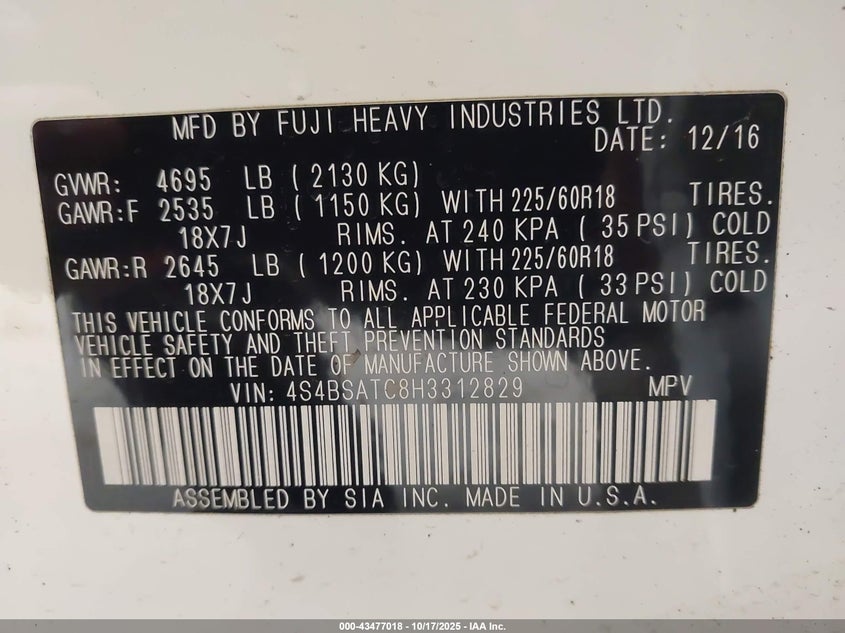 MFD BY FUJI HEAVY INDUSTRIES LTD.
DATE: 12/16
GVWR: 4695 LB ( 2130 KG)
GAWR:F 2535 LB ( 1150 KG) WITH 225/60R18 TIRES.
18X7J RIMS. AT 240 KPA ( 35 PSI) COLD
GAWR:R 2645 LB ( 1200 KG) WITH 225/60R18 TIRES.
18X7J RIMS. AT 230 KPA ( 33 PSI) COLD
THIS VEHICLE CONFORMS TO ALL APPLICABLE FEDERAL MOTOR
VEHICLE SAFETY AND THEFT PREVENTION STANDARDS
IN EFFECT ON THE DATE OF MANUFACTURE SHOWN ABOVE.
VIN: 4S4BSATC8H3312829 MPV
ASSEMBLED BY SIA INC. MADE IN U.S.A.
000-43477018 - 10/17/2025 - IAA Inc.